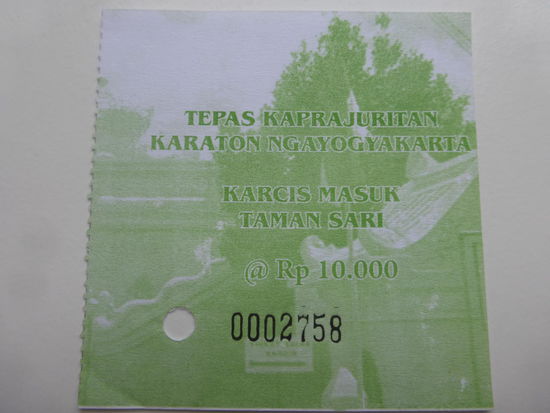 TEPAS KAPRAJURITAN
KARATON NGAYOGYAKARTA
KARCIS MASUK
TAMAN SARI
@ Rp 10.000
0002758